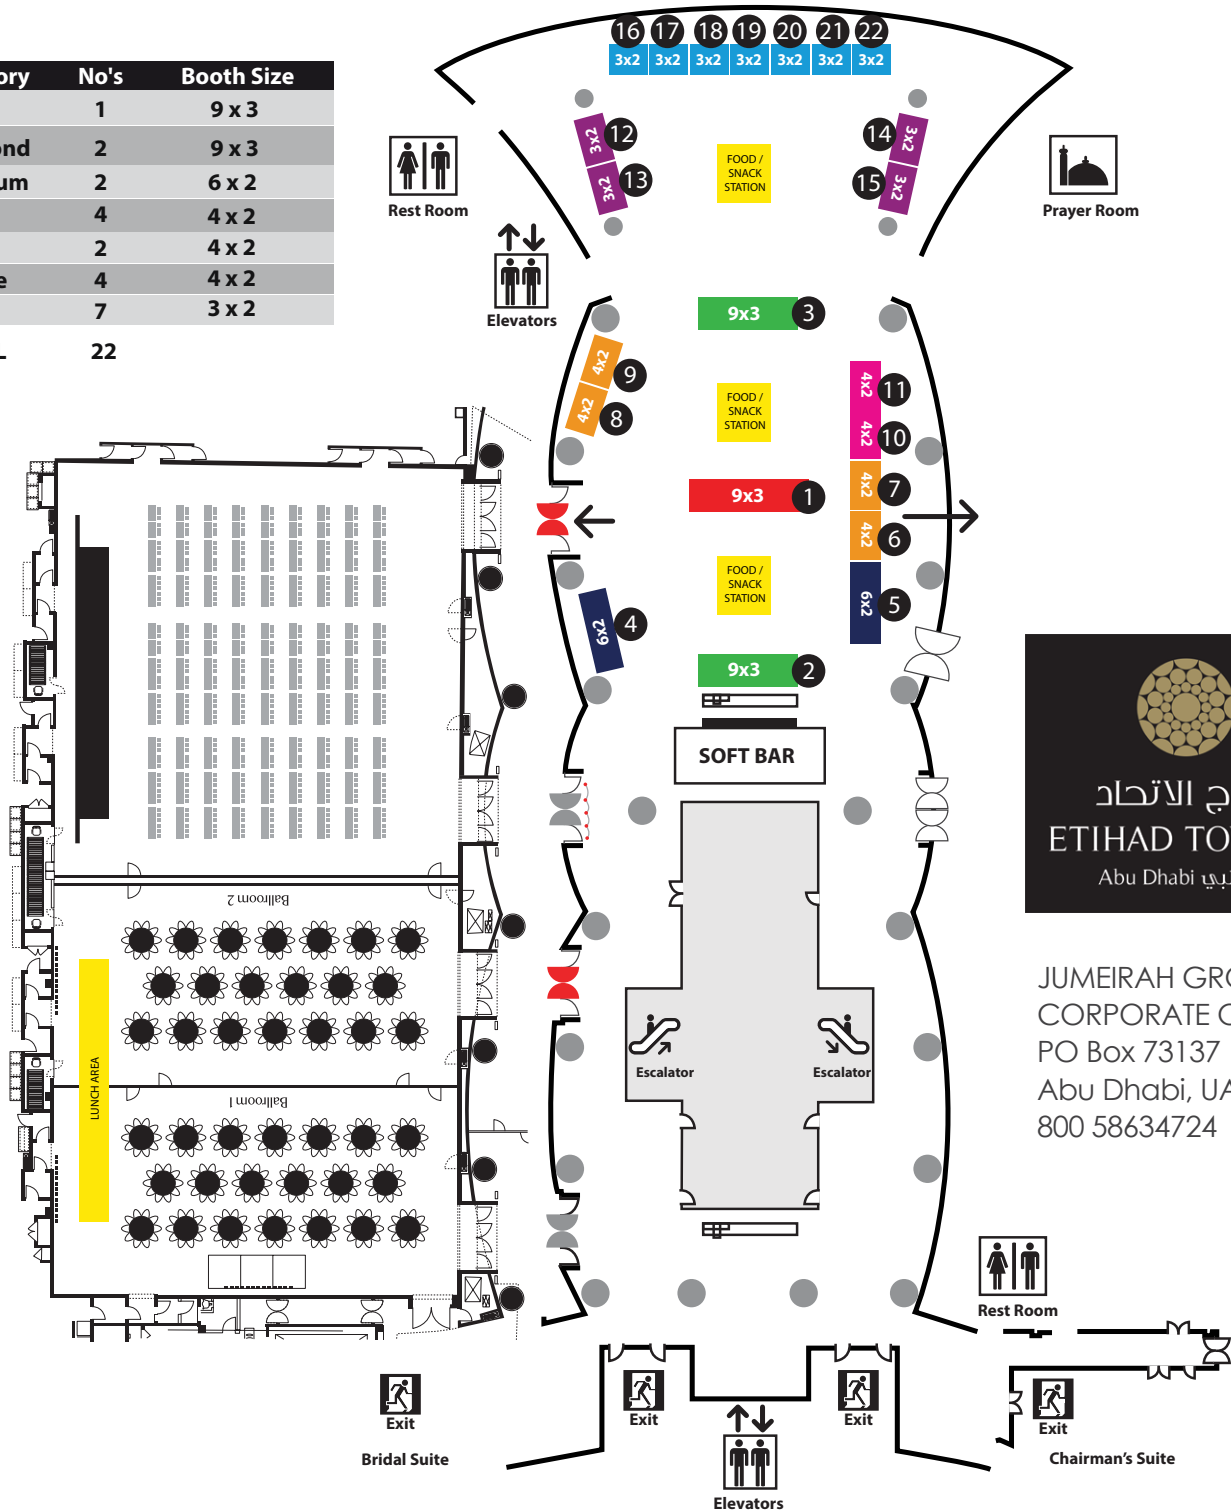 ory No's Booth Size
1 9 x 3
ond 2 9 x 3
um 2 6 x 2
4 4 x 2
2 4 x 2
e 4 4 x 2
7 3 x 2
L 22
16 17 18 19 20 21 22
3x2 3x2 3x2 3x2 3x2 3x2 3x2
3x2 12
3x2 13
14 3x2
15 3x2
FOOD /
SNACK
STATION
Rest Room
Prayer Room
Elevators
9x3 3
4x2 9
4x2 8
FOOD /
SNACK
STATION
4x2 11
4x2 10
9x3 1
4x2 7
4x2 6
FOOD /
SNACK
STATION
6x2 4
6x2 5
9x3 2
SOFT BAR
ج الاتحاد
ETIHAD TO
Abu Dhabi
Ballroom 2
LUNCH AREA
Ballroom 1
Escalator
Escalator
JUMEIRAH GRO
CORPORATE O
PO Box 73137
Abu Dhabi, UA
800 58634724
Rest Room
Exit
Exit
Exit
Exit
Bridal Suite
Chairman's Suite
Elevators